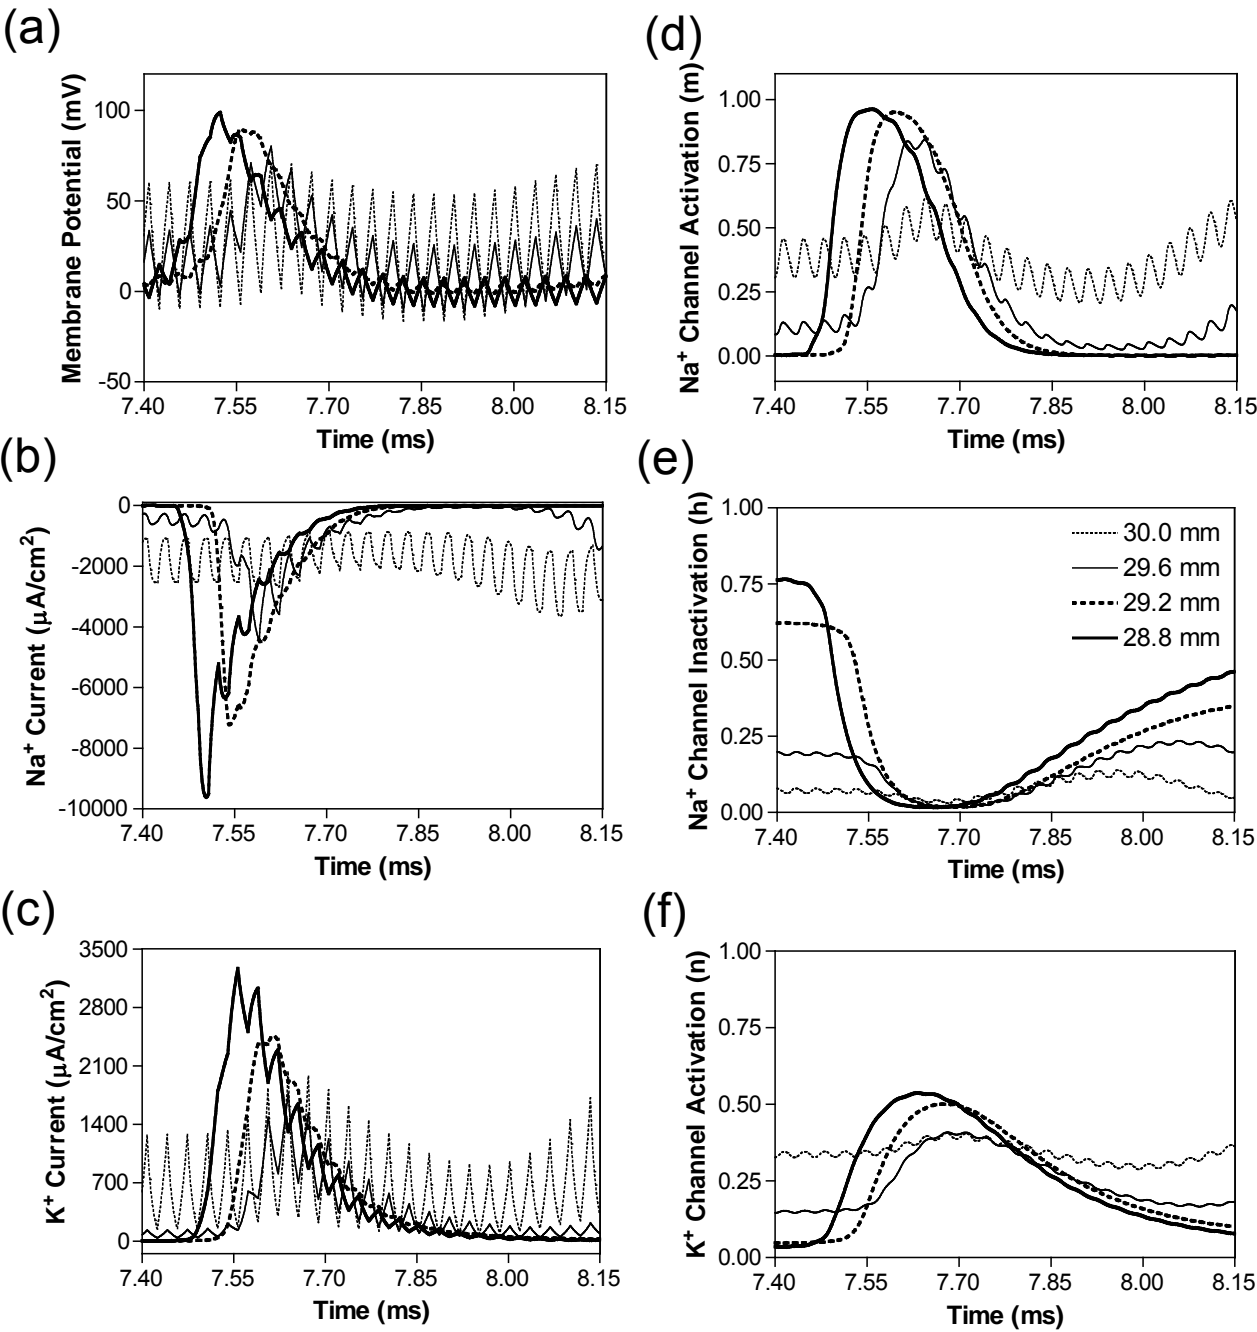 (a)
Membrane Potential (mV)
100
50
0
-50
7.40 7.55 7.70 7.85 8.00 8.15
Time (ms)
(d)
Na⁺ Channel Activation (m)
1.00
0.75
0.50
0.25
0.00
7.40 7.55 7.70 7.85 8.00 8.15
Time (ms)
(b)
Na⁺ Current (µA/cm²)
0
-2000
-4000
-6000
-8000
-10000
7.40 7.55 7.70 7.85 8.00 8.15
Time (ms)
(e)
Na⁺ Channel Inactivation (h)
1.00
0.75
0.50
0.25
0.00
30.0 mm
29.6 mm
29.2 mm
28.8 mm
7.40 7.55 7.70 7.85 8.00 8.15
Time (ms)
(c)
K⁺ Current (µA/cm²)
3500
2800
2100
1400
700
0
7.40 7.55 7.70 7.85 8.00 8.15
Time (ms)
(f)
K⁺ Channel Activation (n)
1.00
0.75
0.50
0.25
0.00
7.40 7.55 7.70 7.85 8.00 8.15
Time (ms)